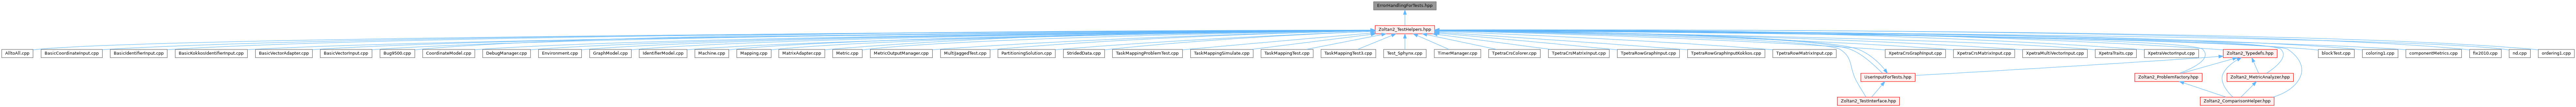 ErrorHandlingForTests.hpp
Zoltan2_TestHelpers.hpp
AlltoAll.cpp
BasicCoordinateInput.cpp
BasicIdentifierInput.cpp
BasicKokkosIdentifierInput.cpp
BasicVectorAdapter.cpp
BasicVectorInput.cpp
Bug9500.cpp
CoordinateModel.cpp
DebugManager.cpp
Environment.cpp
GraphModel.cpp
IdentifierModel.cpp
Machine.cpp
Mapping.cpp
MatrixAdapter.cpp
Metric.cpp
MetricOutputManager.cpp
MultiJaggedTest.cpp
PartitioningSolution.cpp
StridedData.cpp
TaskMappingProblemTest.cpp
TaskMappingSimulate.cpp
TaskMappingTest.cpp
TaskMappingTest3.cpp
Test_Sphynx.cpp
TimerManager.cpp
TpetraCrsColorer.cpp
TpetraCrsMatrixInput.cpp
TpetraRowGraphInput.cpp
TpetraRowGraphInputKokkos.cpp
TpetraRowMatrixInput.cpp
XpetraCrsGraphInput.cpp
XpetraCrsMatrixInput.cpp
XpetraMultiVectorInput.cpp
XpetraTraits.cpp
XpetraVectorInput.cpp
Zoltan2_Typedefs.hpp
blockTest.cpp
coloring1.cpp
componentMetrics.cpp
fix2010.cpp
nd.cpp
ordering1.cpp
UserInputForTests.hpp
Zoltan2_ProblemFactory.hpp
Zoltan2_MetricAnalyzer.hpp
Zoltan2_TestInterface.hpp
Zoltan2_ComparisonHelper.hpp